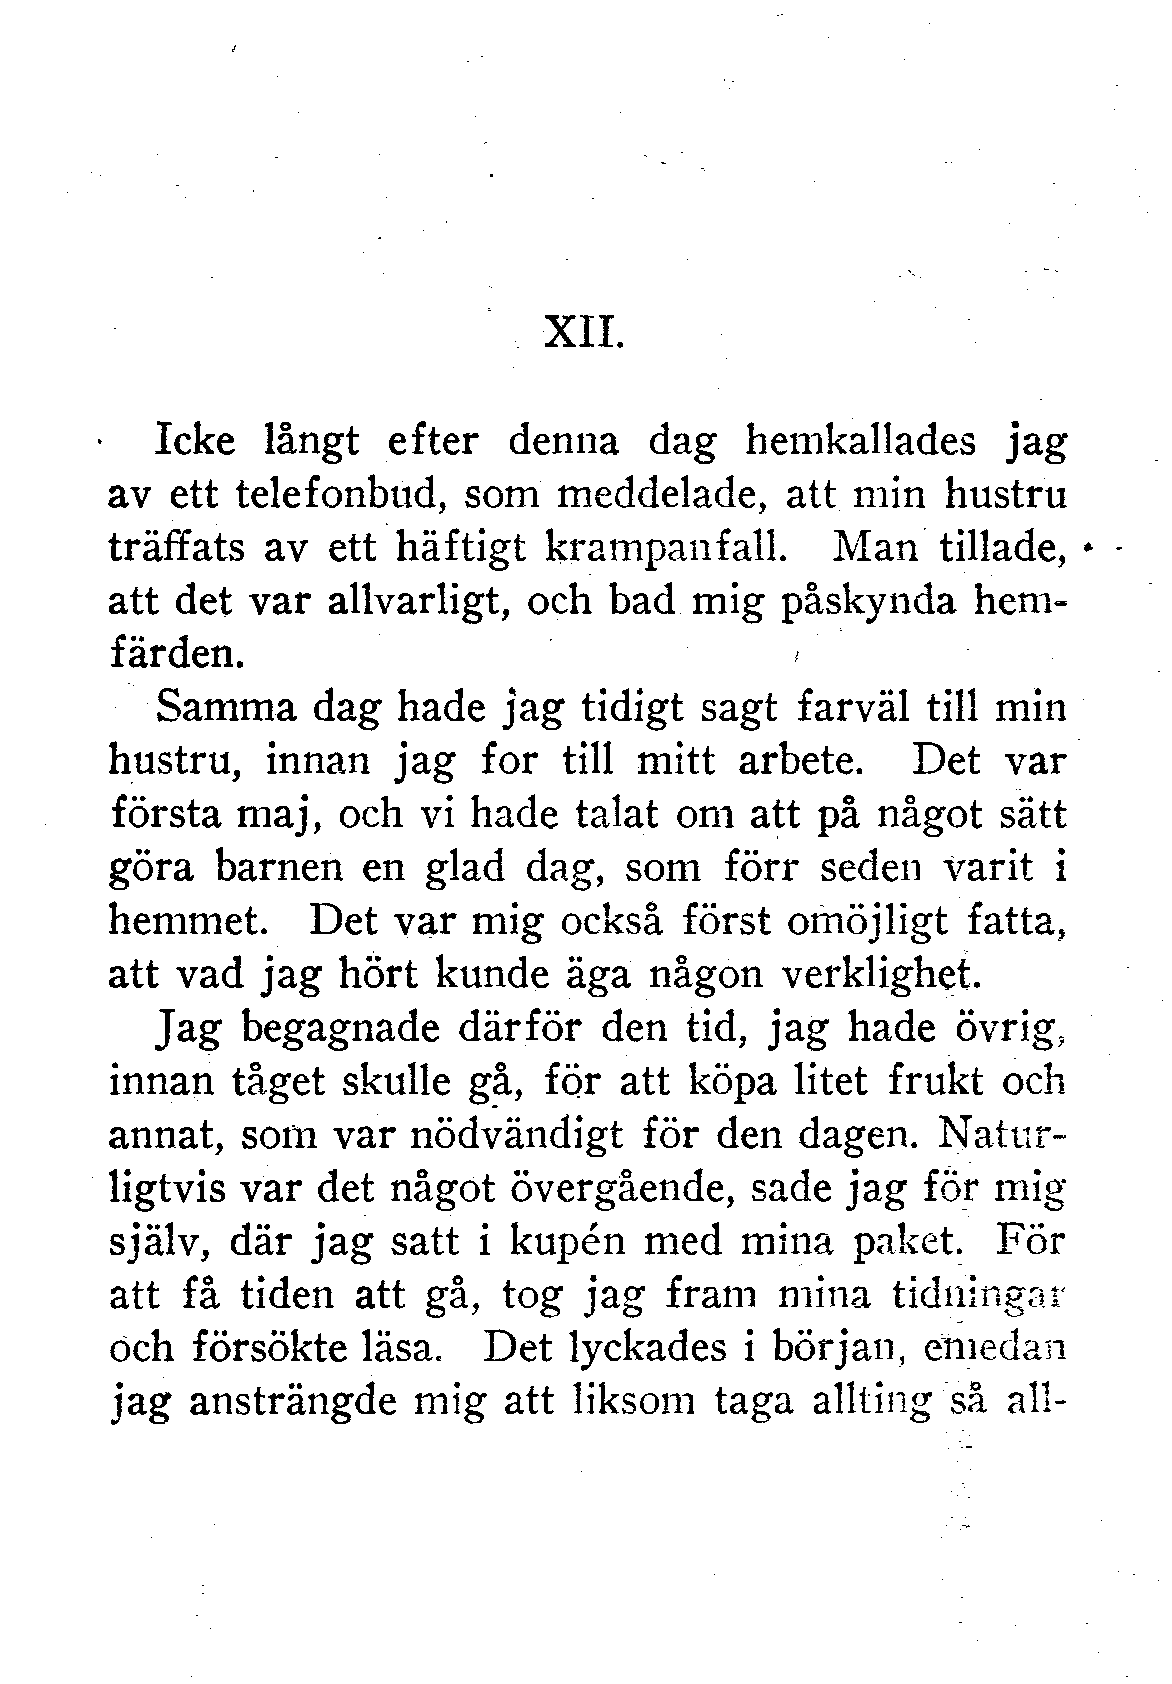 XII.
Icke långt efter denna dag hemkallades jag
av ett telefonbud, som meddelade, att min hustru
träffats av ett häftigt krampanfall. Man tillade,
att det var allvarligt, och bad mig påskynda hem-
färden.
Samma dag hade jag tidigt sagt farväl till min
hustru, innan jag for till mitt arbete. Det var
första maj, och vi hade talat om att på något sätt
göra barnen en glad dag, som förr seden varit i
hemmet. Det var mig också först omöjligt fatta,
att vad jag hört kunde äga någon verklighet.
Jag begagnade därför den tid, jag hade övrig,
innan tåget skulle gå, för att köpa litet frukt och
annat, som var nödvändigt för den dagen. Natur-
ligtvis var det något övergående, sade jag för mig
själv, där jag satt i kupén med mina paket. För
att få tiden att gå, tog jag fram mina tidningar
och försökte läsa. Det lyckades i början, emedan
jag ansträngde mig att liksom taga allting så all-